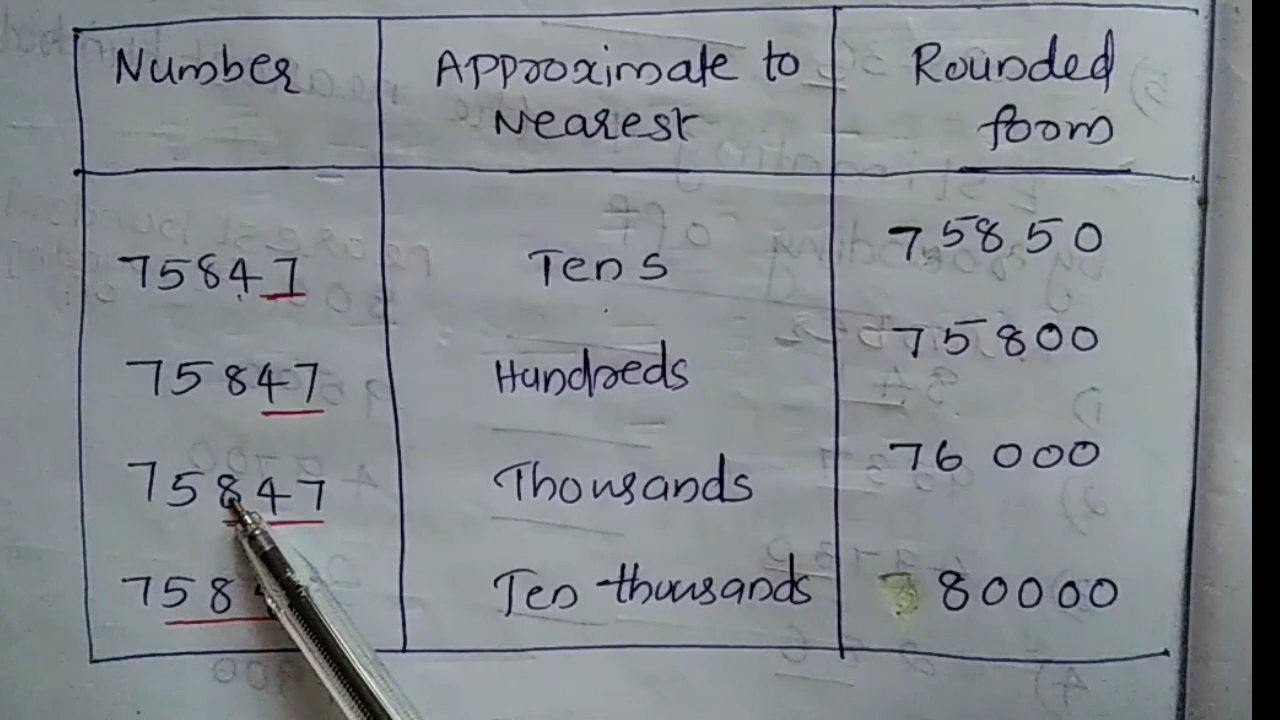 Number
Approximate to
Nearest
Rounded
form
75847 Tens 75850
75847 Hundreds 75800
75847 Thousands 76000
758 Ten thousands 80000